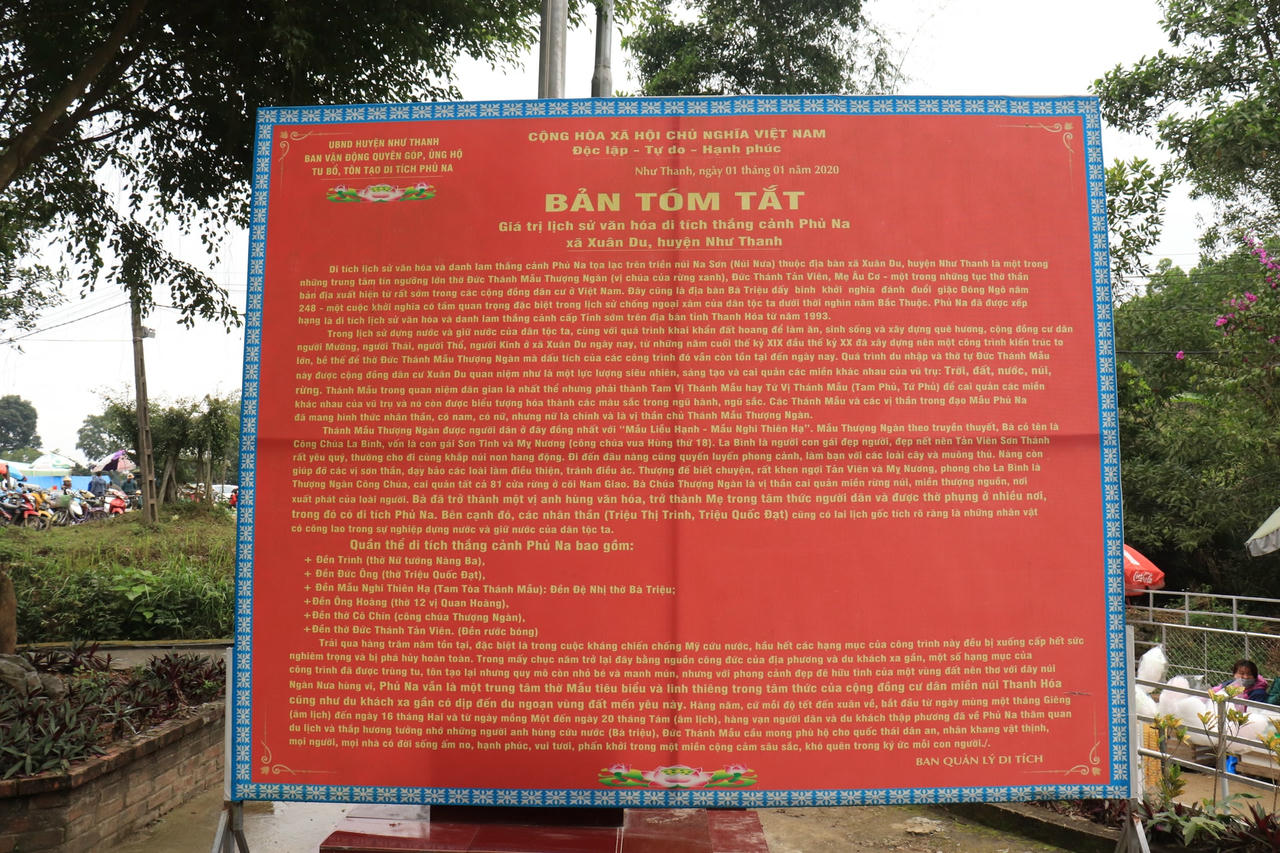 UBND HUYỆN NHƯ THANH
BAN VẬN ĐỘNG QUYÊN GÓP, ỦNG HỘ
TU BỔ, TÔN TẠO DI TÍCH PHỦ NA
CỘNG HÒA XÃ HỘI CHỦ NGHĨA VIỆT NAM
Độc lập - Tự do - Hạnh phúc
Như Thanh, ngày 01 tháng 01 năm 2020
BẢN TÓM TẮT
Giá trị lịch sử văn hóa di tích thắng cảnh Phủ Na
xã Xuân Du, huyện Như Thanh
Di tích lịch sử văn hóa và danh lam thắng cảnh Phủ Na tọa lạc trên triền núi Na Sơn (Núi Nưa) thuộc địa bàn xã Xuân Du, huyện Như Thanh là một trong
những trung tâm tín ngưỡng lớn thờ Đức Thánh Mẫu Thượng Ngàn (vị chúa của rừng xanh), Đức Thánh Tản Viên, Mẹ Âu Cơ - một trong những tục thờ thần
bản địa xuất hiện từ rất sớm trong các cộng đồng dân cư ở Việt Nam. Đây cũng là địa bàn Bà Triệu dấy binh khởi nghĩa đánh đuổi giặc Đông Ngô năm
248 - một cuộc khởi nghĩa có tầm quan trọng đặc biệt trong lịch sử chống ngoại xâm của dân tộc ta dưới thời nghìn năm Bắc Thuộc. Phủ Na đã được xếp
hạng là di tích lịch sử văn hóa và danh lam thắng cảnh cấp Tỉnh sớm trên địa bàn tỉnh Thanh Hóa từ năm 1993.
Trong lịch sử dựng nước và giữ nước của dân tộc ta, cùng với quá trình khai khẩn đất hoang để làm ăn, sinh sống và xây dựng quê hương, cộng đồng cư dân
người Mường, người Thái, người Thổ, người Kinh ở xã Xuân Du ngày nay, từ những năm cuối thế kỷ XIX đầu thế kỷ XX đã xây dựng nên một công trình kiến trúc to
lớn, bề thế để thờ Đức Thánh Mẫu Thượng Ngàn mà dấu tích của các công trình đó vẫn còn tồn tại đến ngày nay. Quá trình du nhập và thờ tự Đức Thánh Mẫu
này được cộng đồng dân cư Xuân Du quan niệm như là một lực lượng siêu nhiên, sáng tạo và cai quản các miền khác nhau của vũ trụ: Trời, đất, nước, núi,
rừng. Thánh Mẫu trong quan niệm dân gian là nhất thể nhưng phải thành Tam Vị Thánh Mẫu hay Tứ Vị Thánh Mẫu (Tam Phủ, Tứ Phủ) để cai quản các miền
khác nhau của vũ trụ và nó còn được biểu tượng hóa thành các màu sắc trong ngũ hành, ngũ sắc. Các Thánh Mẫu và các vị thần trong đạo Mẫu Phủ Na
đã mang hình thức nhân thần, có nam, có nữ, nhưng nữ là chính và là vị thần chủ Thánh Mẫu Thượng Ngàn.
Thánh Mẫu Thượng Ngàn được người dân ở đây đồng nhất với “Mẫu Liễu Hạnh - Mẫu Nghi Thiên Hạ”. Mẫu Thượng Ngàn theo truyền thuyết, Bà có tên là
Công Chúa La Bình, vốn là con gái Sơn Tinh và Mỵ Nương (công chúa vua Hùng thứ 18). La Bình là người con gái đẹp người, đẹp nết nên Tản Viên Sơn Thánh
rất yêu quý, thường cho đi cùng khắp núi non hang động. Đi đến đâu nàng cũng quyến luyến phong cảnh, làm bạn với các loài cây và muông thú. Nàng còn
giúp đỡ các vị sơn thần, dạy bảo các loài làm điều thiện, tránh điều ác. Thượng đế biết chuyện, rất khen ngợi Tản Viên và Mỵ Nương, phong cho La Bình là
Thượng Ngàn Công Chúa, cai quản tất cả 81 cửa rừng ở cõi Nam Giao. Bà Chúa Thượng Ngàn là vị thần cai quản miền rừng núi, miền thượng nguồn, nơi
xuất phát của loài người. Bà đã trở thành một vị anh hùng văn hóa, trở thành Mẹ trong tâm thức người dân và được thờ phụng ở nhiều nơi,
trong đó có di tích Phủ Na. Bên cạnh đó, các nhân thần (Triệu Thị Trinh, Triệu Quốc Đạt) cũng có lai lịch gốc tích rõ ràng là những nhân vật
có công lao trong sự nghiệp dựng nước và giữ nước của dân tộc ta.
Quần thể di tích thắng cảnh Phủ Na bao gồm:
+ Đền Trình (thờ Nữ tướng Nàng Ba),
+ Đền Đức Ông (thờ Triệu Quốc Đạt),
+ Đền Mẫu Nghi Thiên Hạ (Tam Tòa Thánh Mẫu): Đền Đệ Nhị thờ Bà Triệu;
+Đền Ông Hoàng (thờ 12 vị Quan Hoàng),
+Đền thờ Cô Chín (công chúa Thượng Ngàn),
+Đền thờ Đức Thánh Tản Viên. (Đền rước bóng)
Trải qua hàng trăm năm tồn tại, đặc biệt là trong cuộc kháng chiến chống Mỹ cứu nước, hầu hết các hạng mục của công trình này đều bị xuống cấp hết sức
nghiêm trọng và bị phá hủy hoàn toàn. Trong mấy chục năm trở lại đây bằng nguồn công đức của địa phương và du khách xa gần, một số hạng mục của
công trình đã được trùng tu, tôn tạo lại nhưng quy mô còn nhỏ bé và manh mún, nhưng với phong cảnh đẹp đẽ hữu tình của một vùng đất nên thơ với dãy núi
Ngàn Nưa hùng vĩ, Phủ Na vẫn là một trung tâm thờ Mẫu tiêu biểu và linh thiêng trong tâm thức của cộng đồng cư dân miền núi Thanh Hóa
cũng như du khách xa gần có dịp đến du ngoạn vùng đất mến yêu này. Hàng năm, cứ mỗi độ tết đến xuân về, bắt đầu từ ngày mùng một tháng Giêng
(âm lịch) đến ngày 16 tháng Hai và từ ngày mồng Một đến ngày 20 tháng Tám (âm lịch), hàng vạn người dân và du khách thập phương đã về Phủ Na thăm quan
du lịch và thắp hương tưởng nhớ những người anh hùng cứu nước (Bà triệu), Đức Thánh Mẫu cầu mong phù hộ cho quốc thái dân an, nhân khang vật thịnh,
mọi người, mọi nhà có đời sống ấm no, hạnh phúc, vui tươi, phấn khởi trong một miền cộng cảm sâu sắc, khó quên trong ký ức mỗi con người./.
BAN QUẢN LÝ DI TÍCH
Coca-Cola